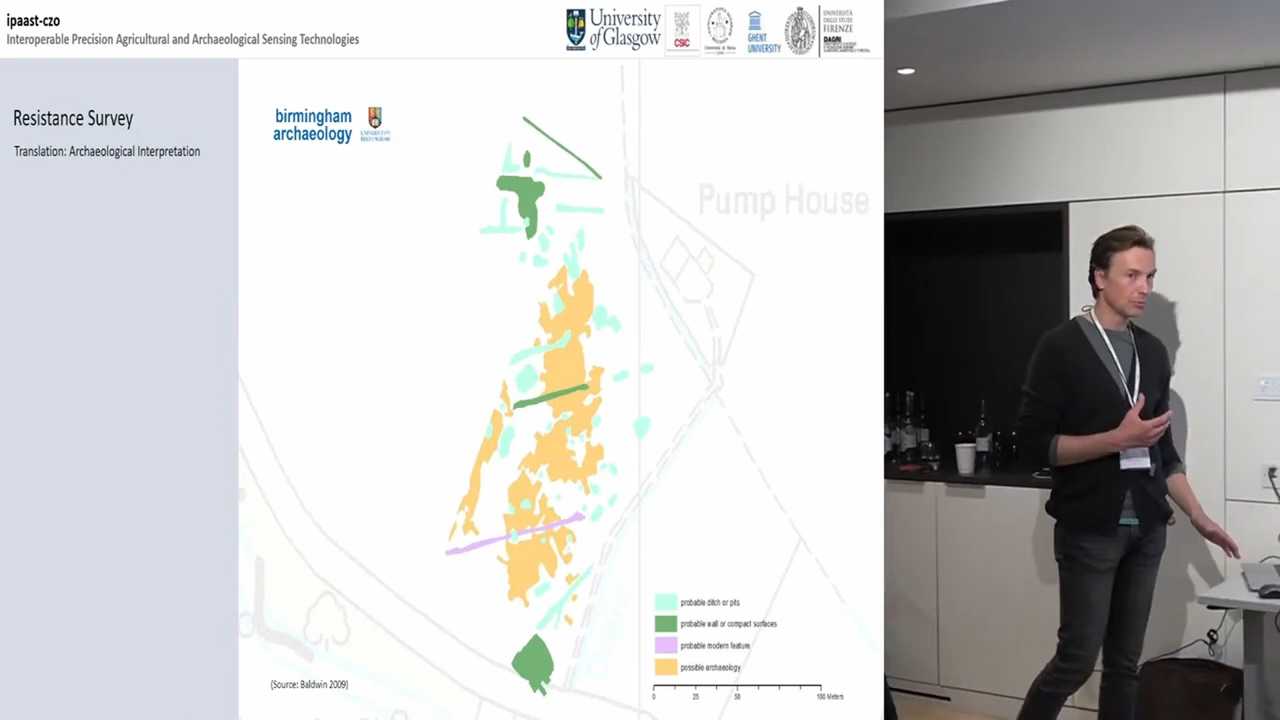 ipaast-czo
Interoperable Precision Agricultural and Archaeological Sensing Technologies
University
of Glasgow
CSIC
GHENT
UNIVERSITY
UNIVERSITÀ
DEGLI STUDI
FIRENZE
DAGRI
Resistance Survey
Translation: Archaeological Interpretation
birmingham
archaeology
Pump House
probable ditch or pits
probable wall or compact surfaces
probable modern feature
possible archaeology
0 25 50 100 Meters
(Source: Baldwin 2009)